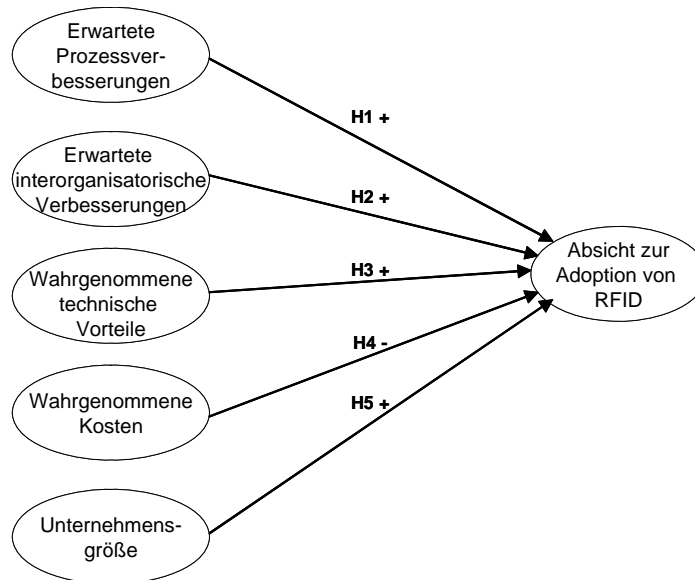 Erwartete
Prozessver-
besserungen
H1 +
Erwartete
interorganisatorische
Verbesserungen
H2 +
Wahrgenommene
technische
Vorteile
H3 +
Absicht zur
Adoption von
RFID
Wahrgenommene
Kosten
H4 -
H5 +
Unternehmens-
größe